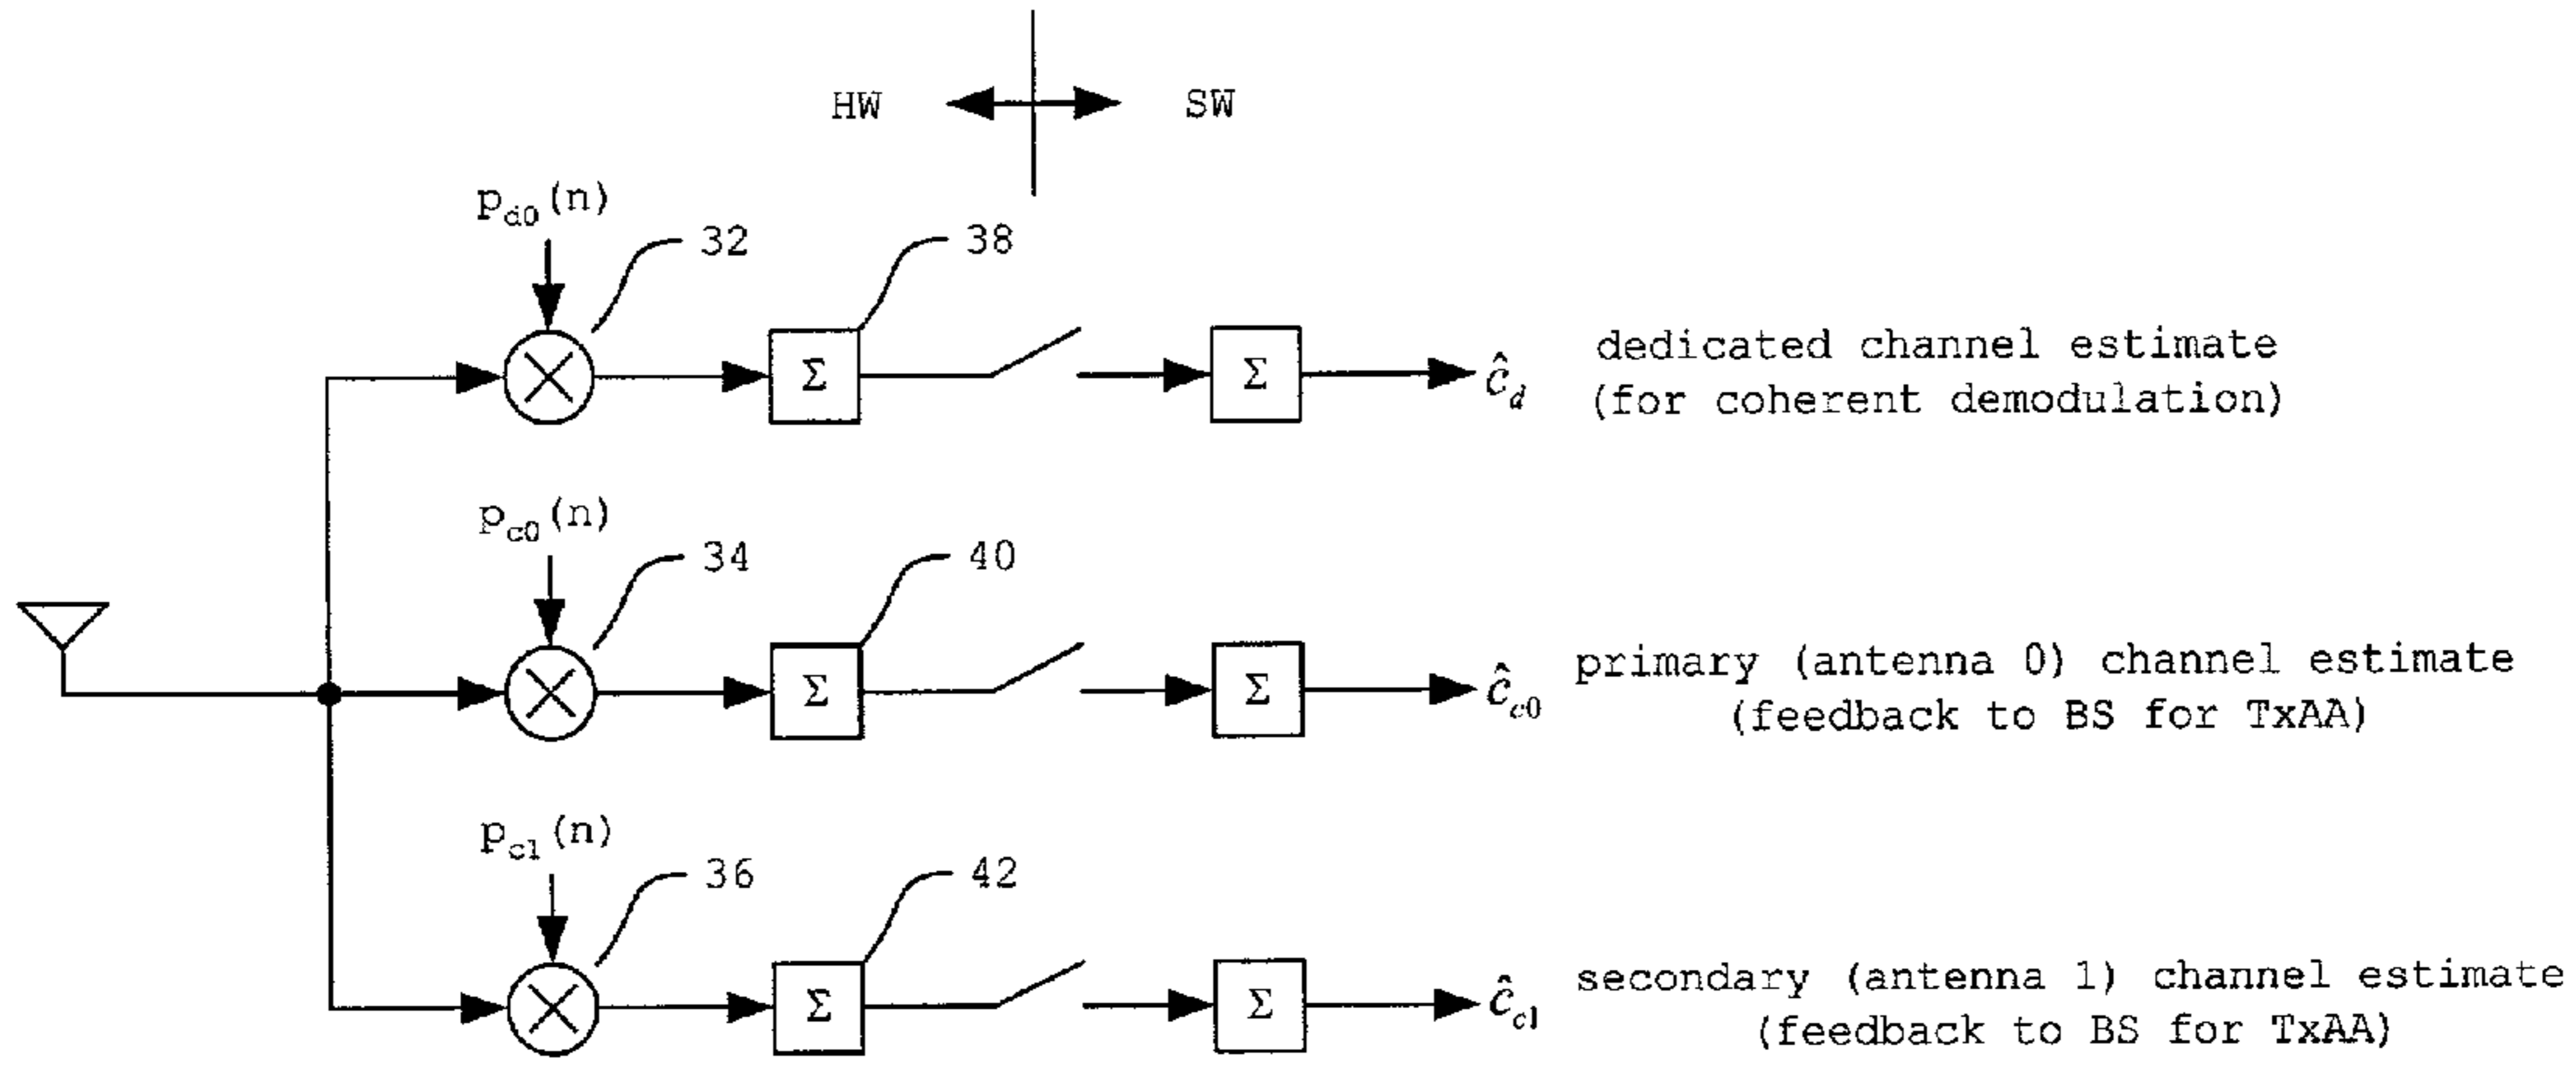 HW SW
p_d0(n)
32 38
Σ Σ ĉ_d dedicated channel estimate
(for coherent demodulation)
p_c0(n)
34 40
Σ Σ ĉ_c0 primary (antenna 0) channel estimate
(feedback to BS for TxAA)
p_c1(n)
36 42
Σ Σ ĉ_c1 secondary (antenna 1) channel estimate
(feedback to BS for TxAA)